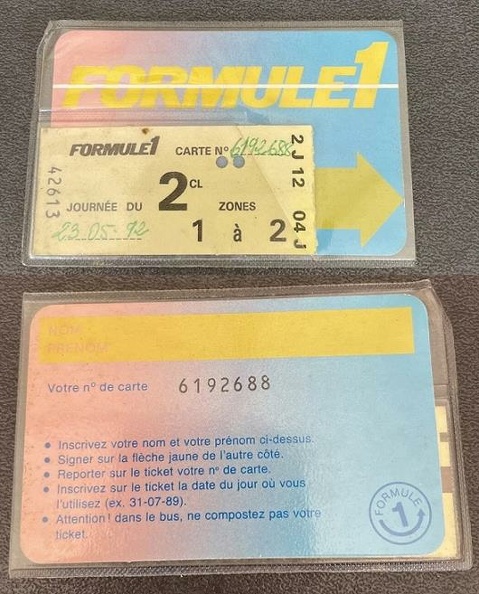 FORMULE1
FORMULE1 CARTE N° 6192688
42613
2 CL
JOURNÉE DU ZONES
23.05-92 1 à 2
2 J 12 04 J
NOM
PRÉNOM
Votre n° de carte 6192688
• Inscrivez votre nom et votre prénom ci-dessus.
• Signer sur la flèche jaune de l'autre côté.
• Reporter sur le ticket votre n° de carte.
• Inscrivez sur le ticket la date du jour où vous
l'utilisez (ex. 31-07-89).
• Attention! dans le bus, ne compostez pas votre
ticket.
FORMULE
1